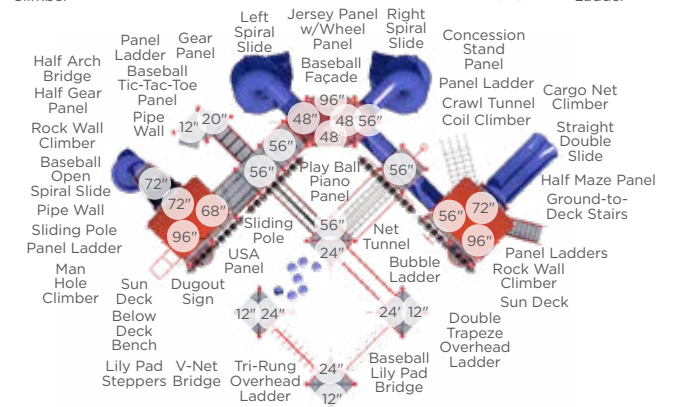 Left
Spiral
Slide
Jersey Panel
w/Wheel
Panel
Baseball
Façade
Right
Spiral
Slide
Concession
Stand
Panel
Panel Ladder
Crawl Tunnel
Coil Climber
Cargo Net
Climber
Straight
Double
Slide
Half Maze Panel
Ground-to-
Deck Stairs
Panel
Ladder
Gear
Panel
Baseball
Tic-Tac-Toe
Panel
Pipe
Wall
Half Arch
Bridge
Half Gear
Panel
Rock Wall
Climber
Baseball
Open
Spiral Slide
Pipe Wall
Sliding Pole
Panel Ladder
Man
Hole
Climber
12" 20"
96"
48" 48 56"
48"
56"
56"
56"
72"
72" 68"
96"
56" 72"
96"
Play Ball
Piano
Panel
56"
24"
Sliding
Pole
USA
Panel
Net
Tunnel
Bubble
Ladder
Panel Ladders
Rock Wall
Climber
Sun Deck
Sun
Deck
Below
Deck
Bench
Dugout
Sign
12" 24"
24" 12"
Double
Trapeze
Overhead
Ladder
Lily Pad
Steppers
V-Net
Bridge
Tri-Rung
Overhead
Ladder
24"
12"
Baseball
Lily Pad
Bridge